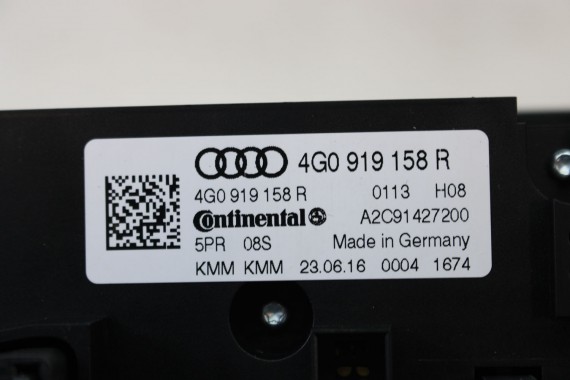 4G0 919 158 R
4G0 919 158 R 0113 H08
Continental A2C91427200
5PR 08S Made in Germany
KMM KMM 23.06.16 0004 1674